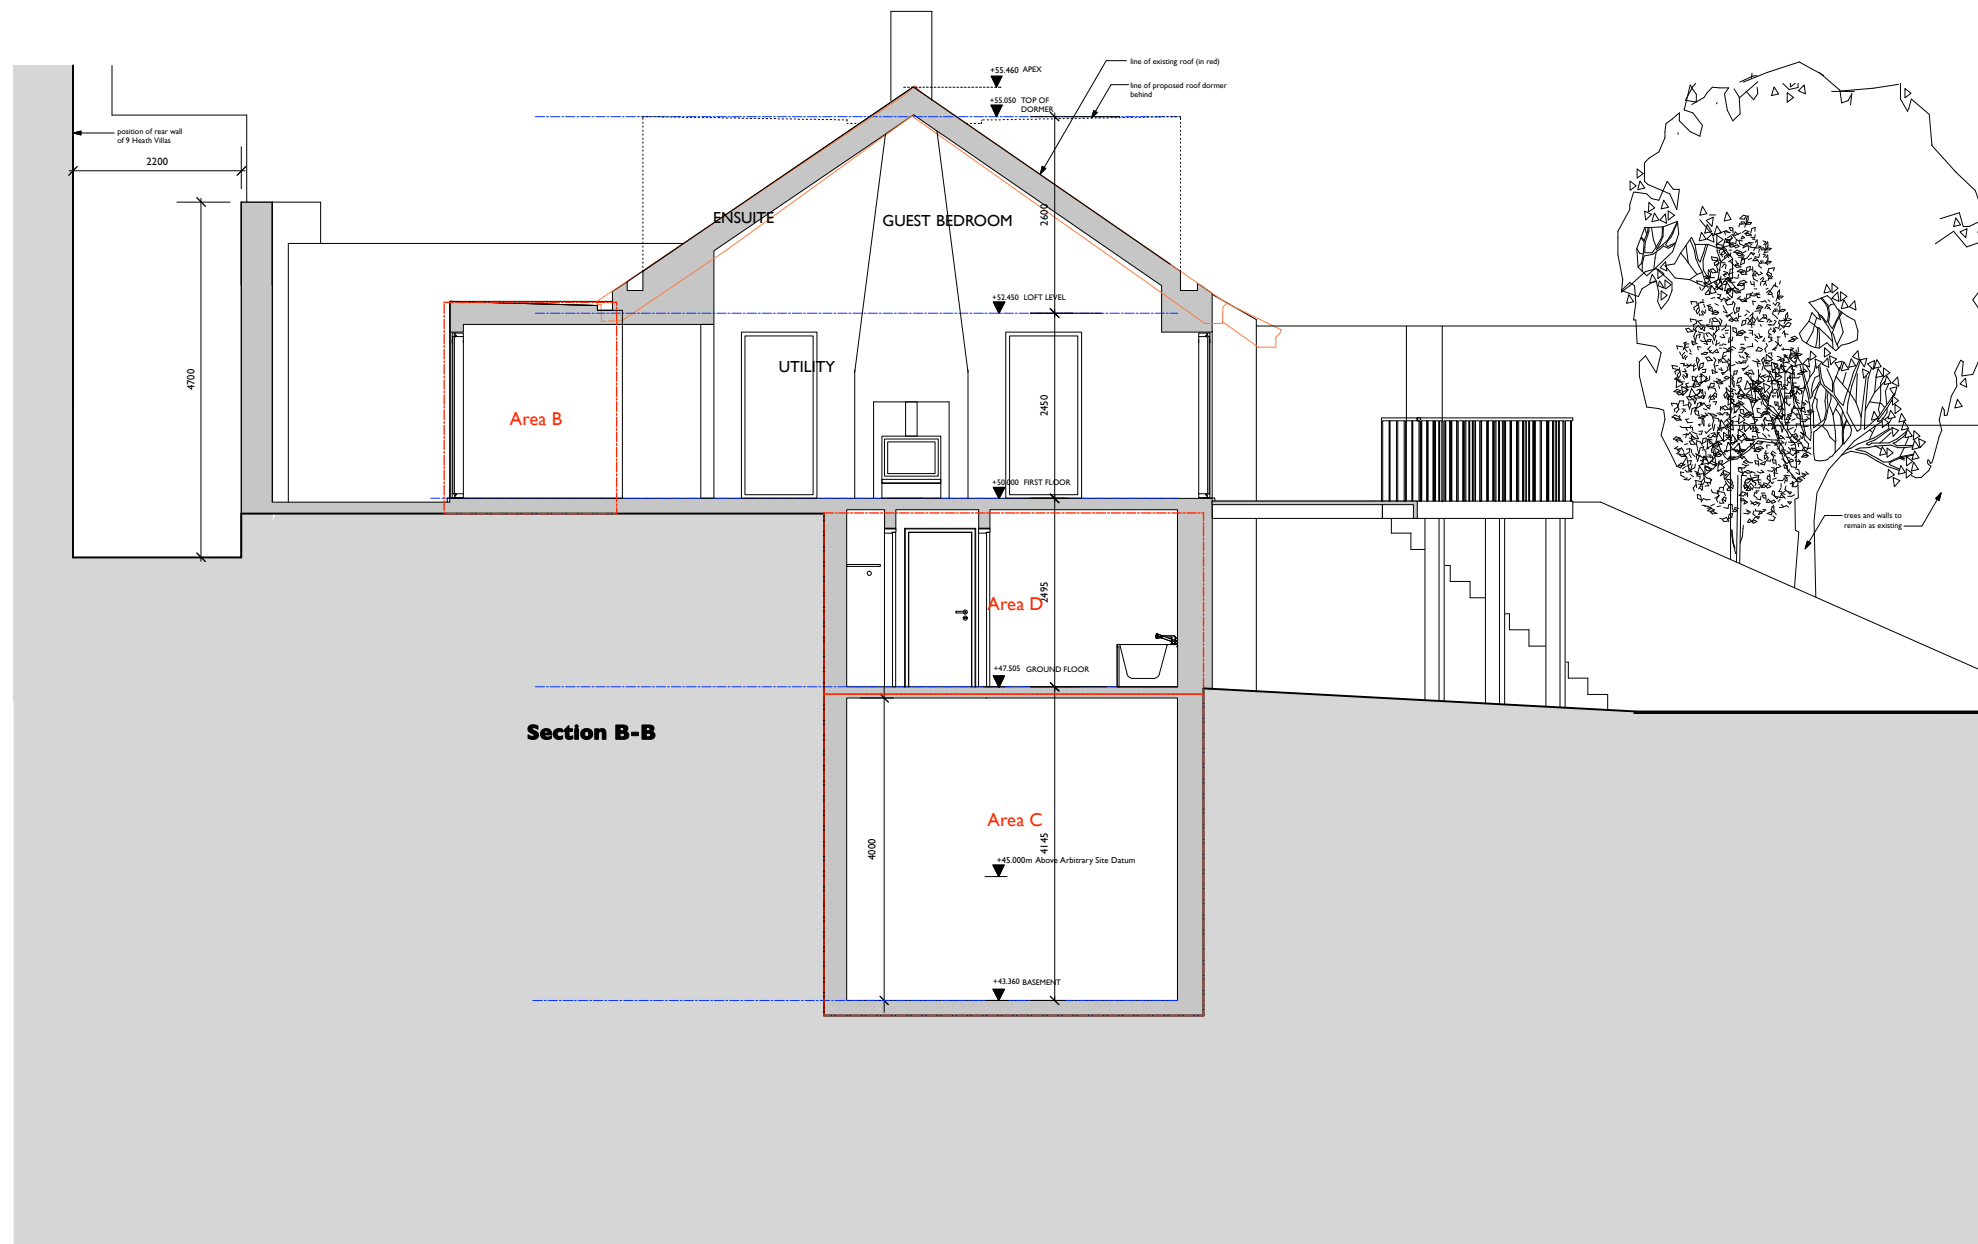 +55.460 APEX
line of existing roof (in red)
line of proposed roof dormer
behind
+55.050 TOP OF
DORMER
position of rear wall
of 9 Heath Villas
2200
ENSUITE
GUEST BEDROOM
2600
+52.450 LOFT LEVEL
UTILITY
4700
2450
Area B
+50.000 FIRST FLOOR
trees and walls to
remain as existing
2495
Area D
+47.505 GROUND FLOOR
Section B-B
Area C
4000
4145
+45.000m Above Arbitrary Site Datum
+43.360 BASEMENT